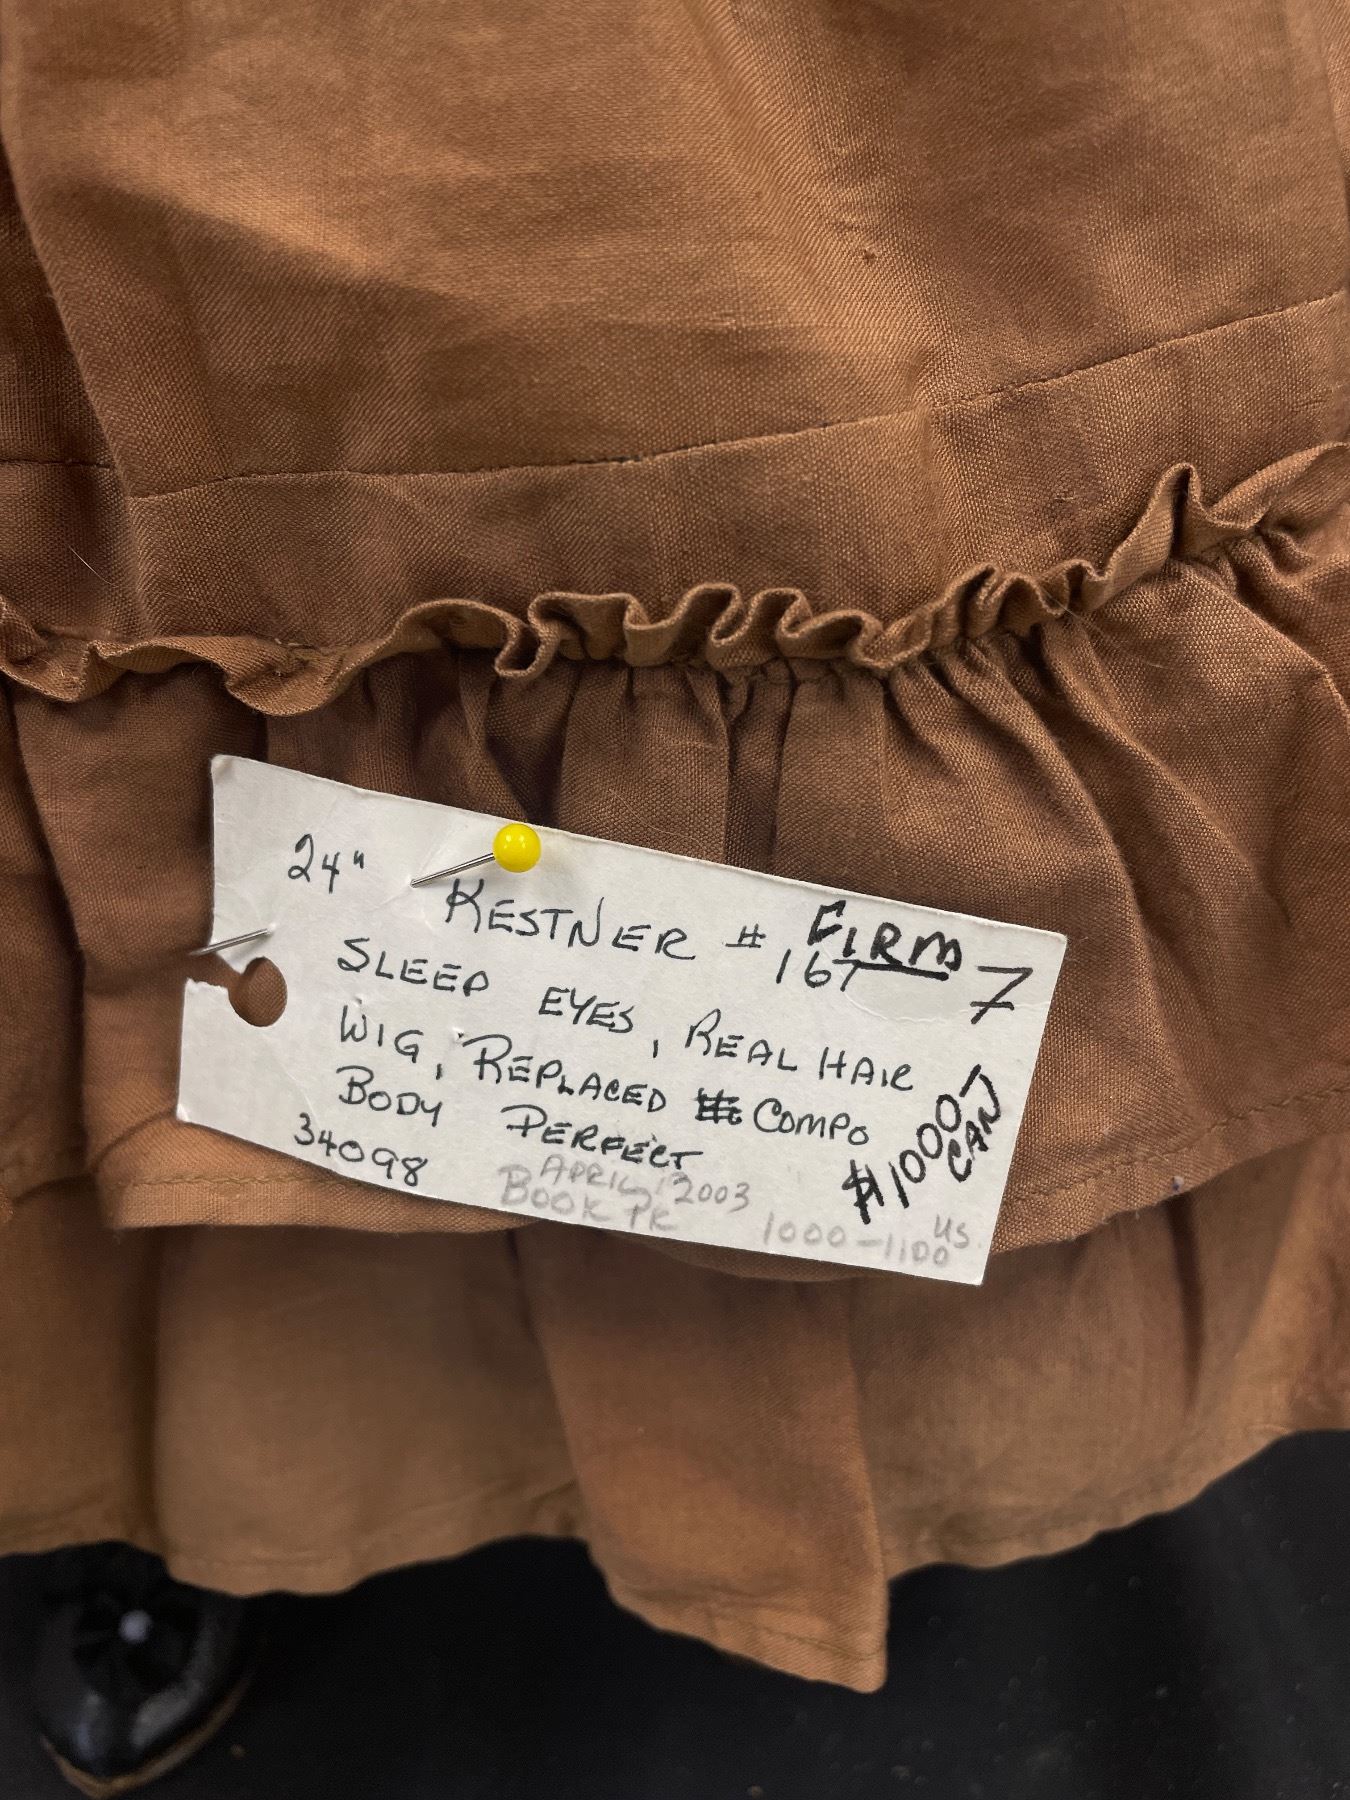 24"
KESTNER # 167
FIRM
7
SLEEP EYES, REAL HAIR
WIG, REPLACED COMPO
BODY PERFECT
34098
APRIL 2003
BOOK PR 1000-1100 US
$1000-
CAN